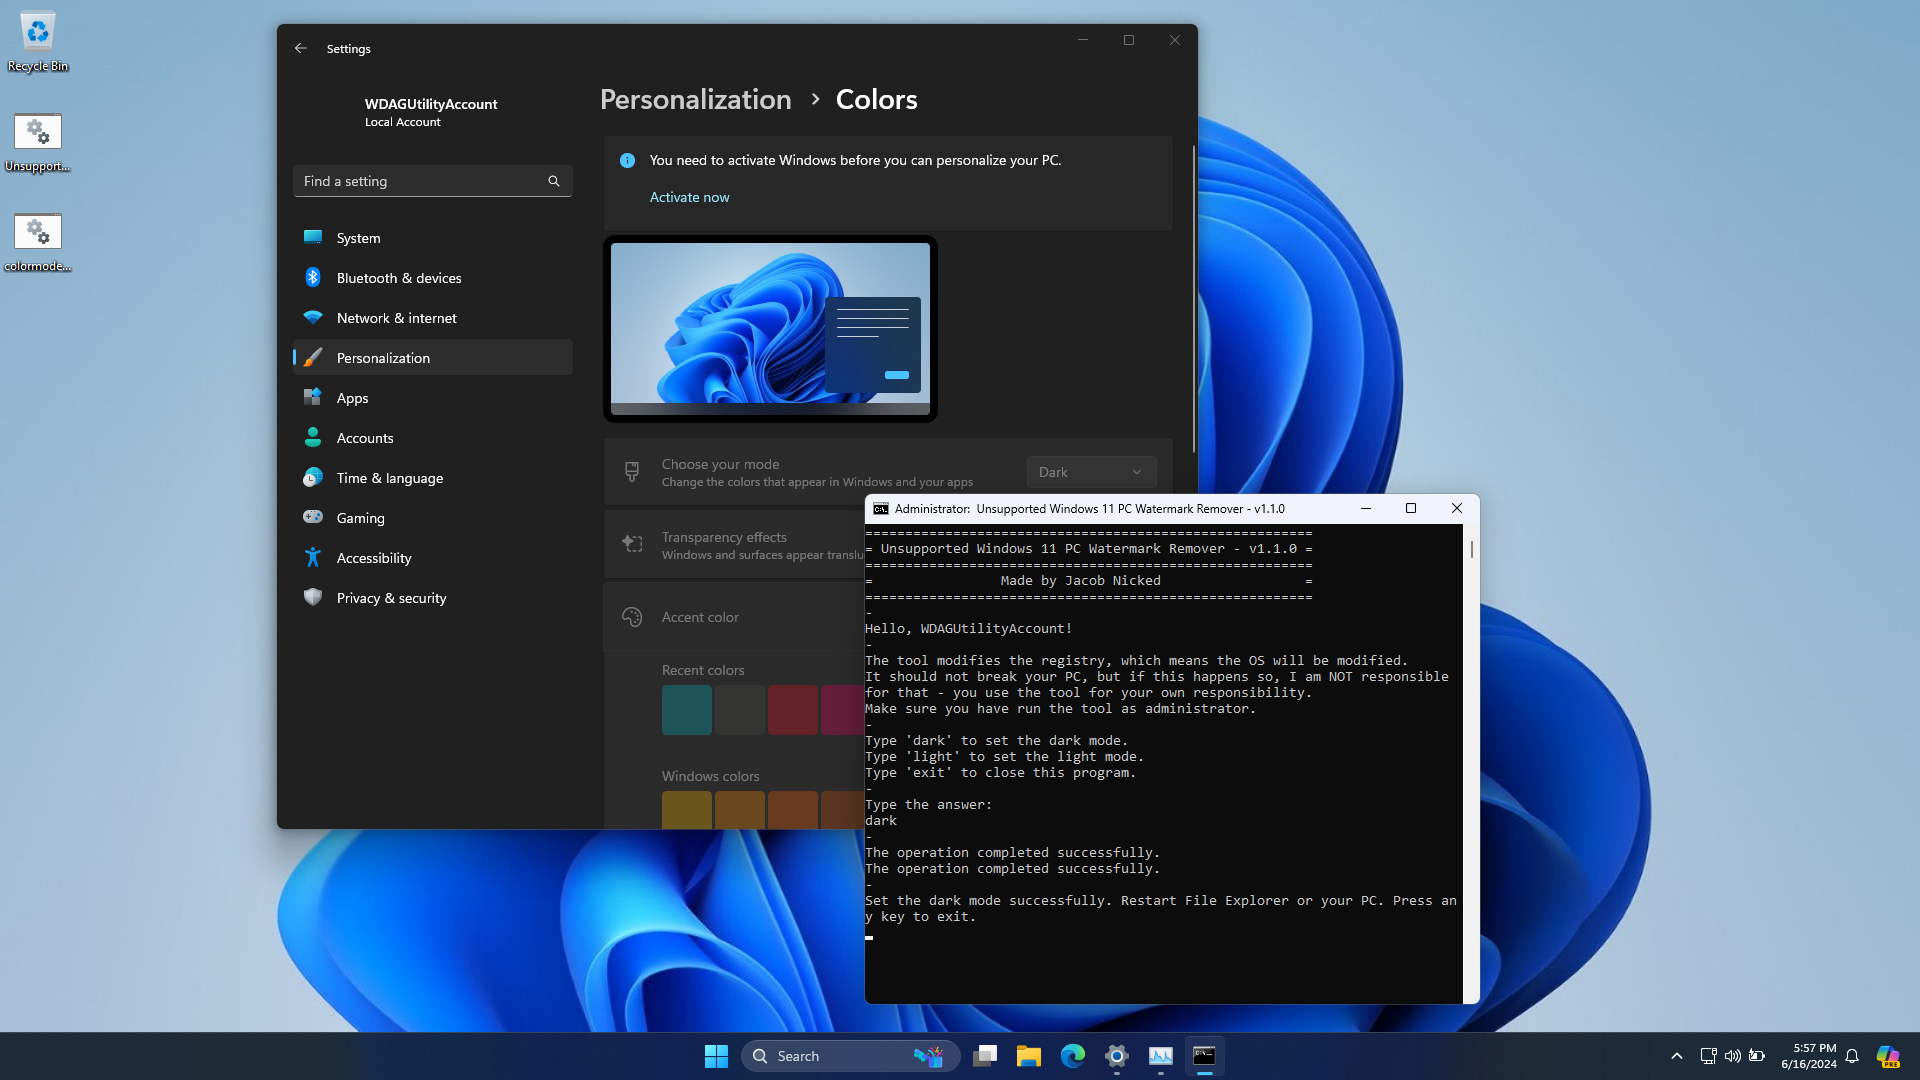 Recycle Bin
Unsupport...
colormode...
Settings
WDAGUtilityAccount
Local Account
Find a setting
System
Bluetooth & devices
Network & internet
Personalization
Apps
Accounts
Time & language
Gaming
Accessibility
Privacy & security
Personalization > Colors
You need to activate Windows before you can personalize your PC.
Activate now
Choose your mode
Change the colors that appear in Windows and your apps
Dark
Transparency effects
Windows and surfaces appear translu
Accent color
Recent colors
Windows colors
Administrator: Unsupported Windows 11 PC Watermark Remover - v1.1.0
========================================================
= Unsupported Windows 11 PC Watermark Remover - v1.1.0 =
========================================================
=                Made by Jacob Nicked                  =
========================================================
-
Hello, WDAGUtilityAccount!
-
The tool modifies the registry, which means the OS will be modified.
It should not break your PC, but if this happens so, I am NOT responsible
for that - you use the tool for your own responsibility.
Make sure you have run the tool as administrator.
-
Type 'dark' to set the dark mode.
Type 'light' to set the light mode.
Type 'exit' to close this program.
-
Type the answer:
dark
-
The operation completed successfully.
The operation completed successfully.
-
Set the dark mode successfully. Restart File Explorer or your PC. Press an
y key to exit.
Search
5:57 PM
6/16/2024
PRE